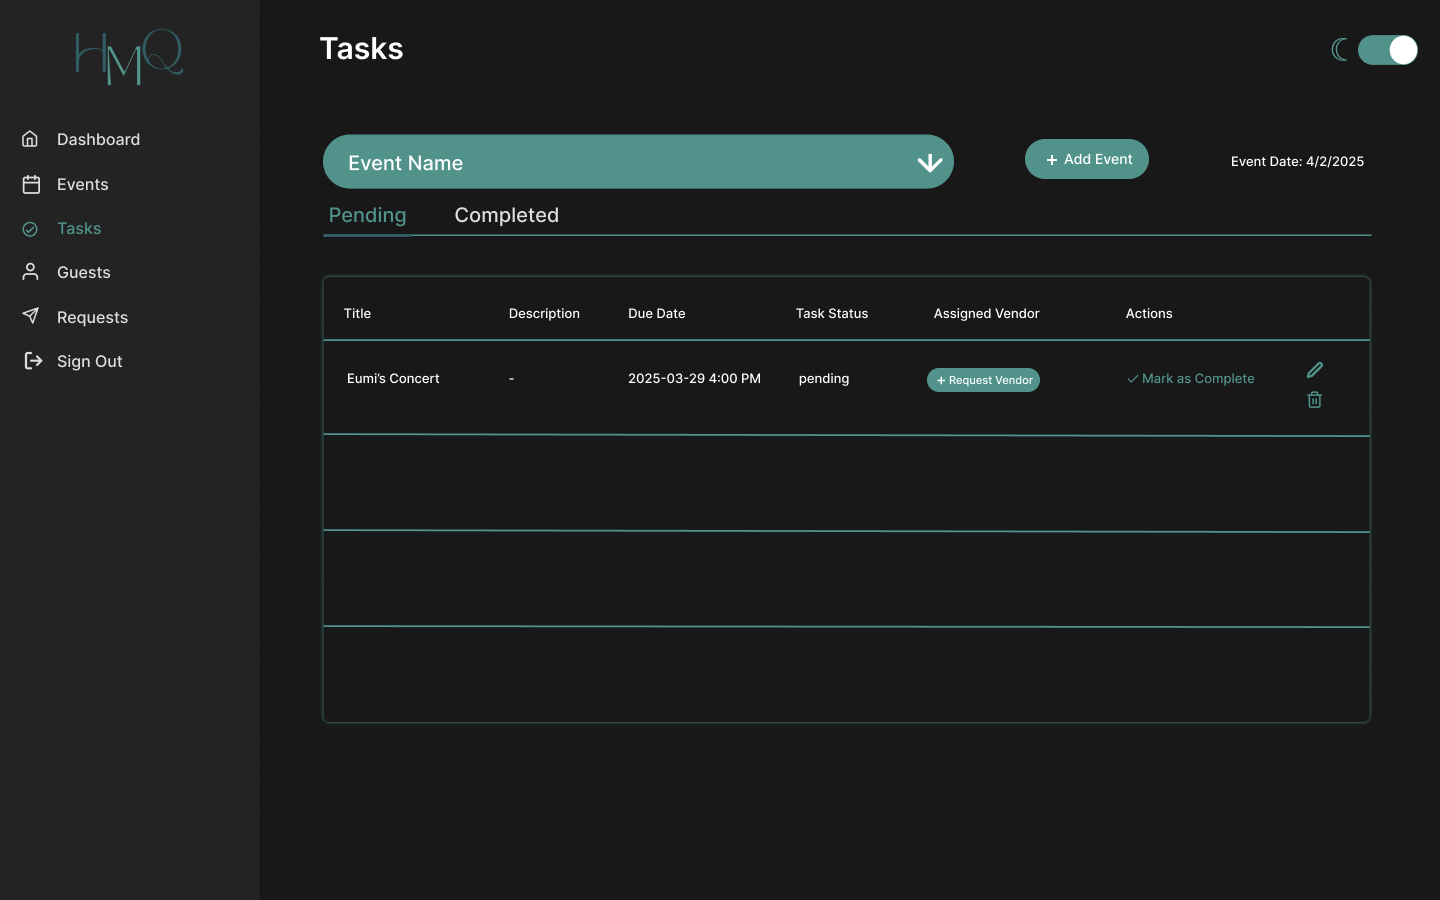 HMQ
Tasks
Dashboard
Events
Tasks
Guests
Requests
Sign Out
Event Name
+ Add Event
Event Date: 4/2/2025
Pending Completed
Title Description Due Date Task Status Assigned Vendor Actions
Eumi's Concert - 2025-03-29 4:00 PM pending + Request Vendor Mark as Complete